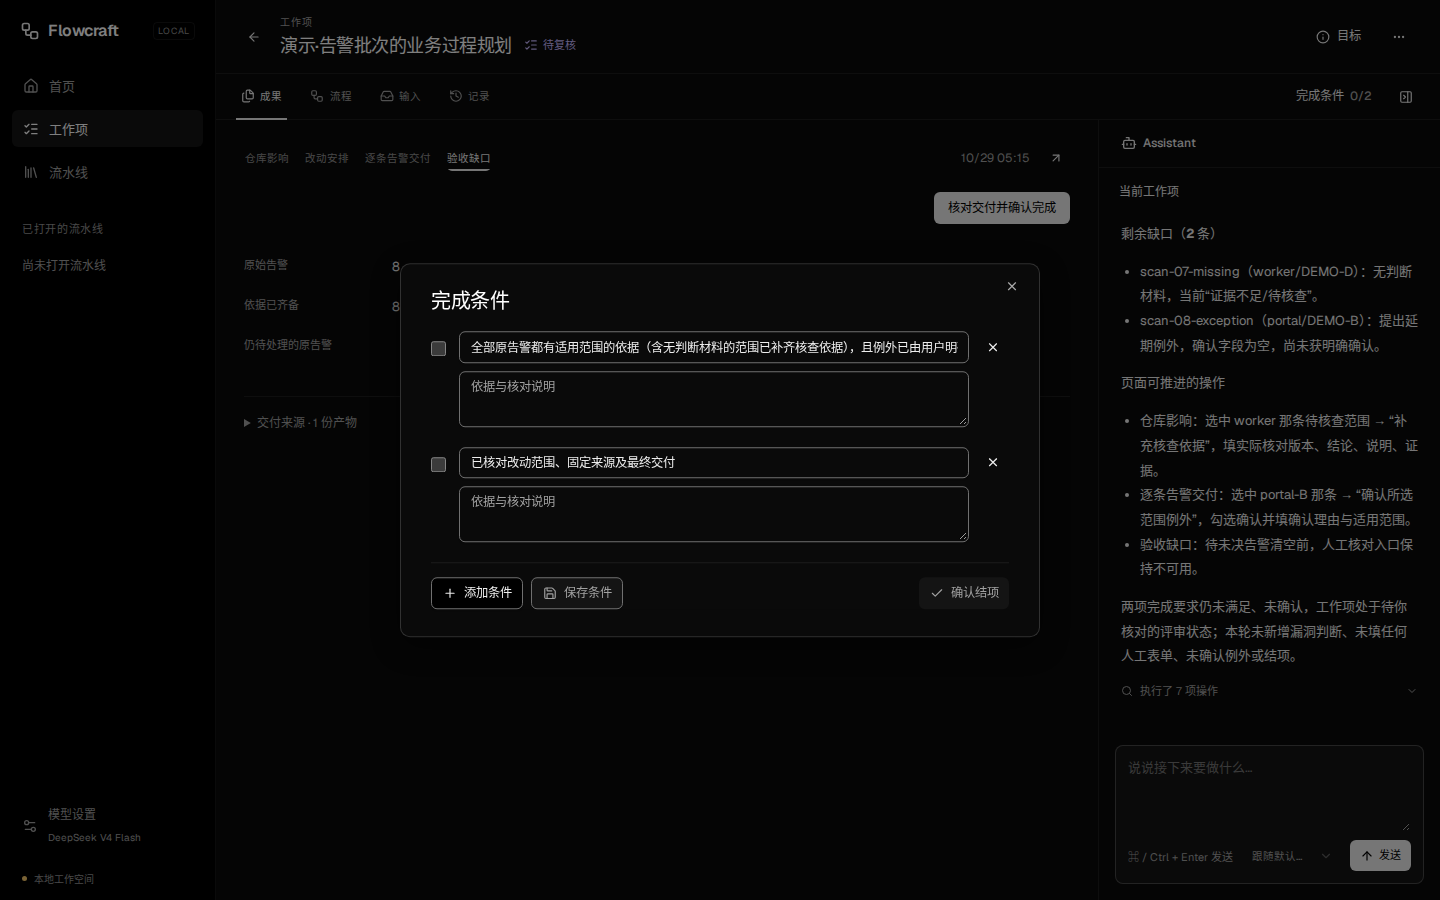 Flowcraft
LOCAL
首页
工作项
流水线
已打开的流水线
尚未打开流水线
模型设置
DeepSeek V4 Flash
本地工作空间
工作项
演示·告警批次的业务过程规划
待复核
目标
成果
流程
输入
记录
完成条件 0/2
仓库影响
改动安排
逐条告警交付
验收缺口
10/29 05:15
核对交付并确认完成
原始告警
8
依据已齐备
8
仍待处理的原告警
交付来源 · 1 份产物
完成条件
全部原告警都有适用范围的依据（含无判断材料的范围已补齐核查依据），且例外已由用户明
依据与核对说明
已核对改动范围、固定来源及最终交付
依据与核对说明
添加条件
保存条件
确认结项
Assistant
当前工作项
剩余缺口（2 条）
scan-07-missing（worker/DEMO-D）：无判断
材料，当前“证据不足/待核查”。
scan-08-exception（portal/DEMO-B）：提出延
期例外，确认字段为空，尚未获明确确认。
页面可推进的操作
仓库影响：选中 worker 那条待核查范围 → “补
充核查依据”，填实际核对版本、结论、说明、证
据。
逐条告警交付：选中 portal-B 那条 → “确认所选
范围例外”，勾选确认并填确认理由与适用范围。
验收缺口：待未决告警清空前，人工核对入口保
持不可用。
两项完成要求仍未满足、未确认，工作项处于待你
核对的评审状态；本轮未新增漏洞判断、未填任何
人工表单、未确认例外或结项。
执行了 7 项操作
说说接下来要做什么…
⌘ / Ctrl + Enter 发送
跟随默认…
发送